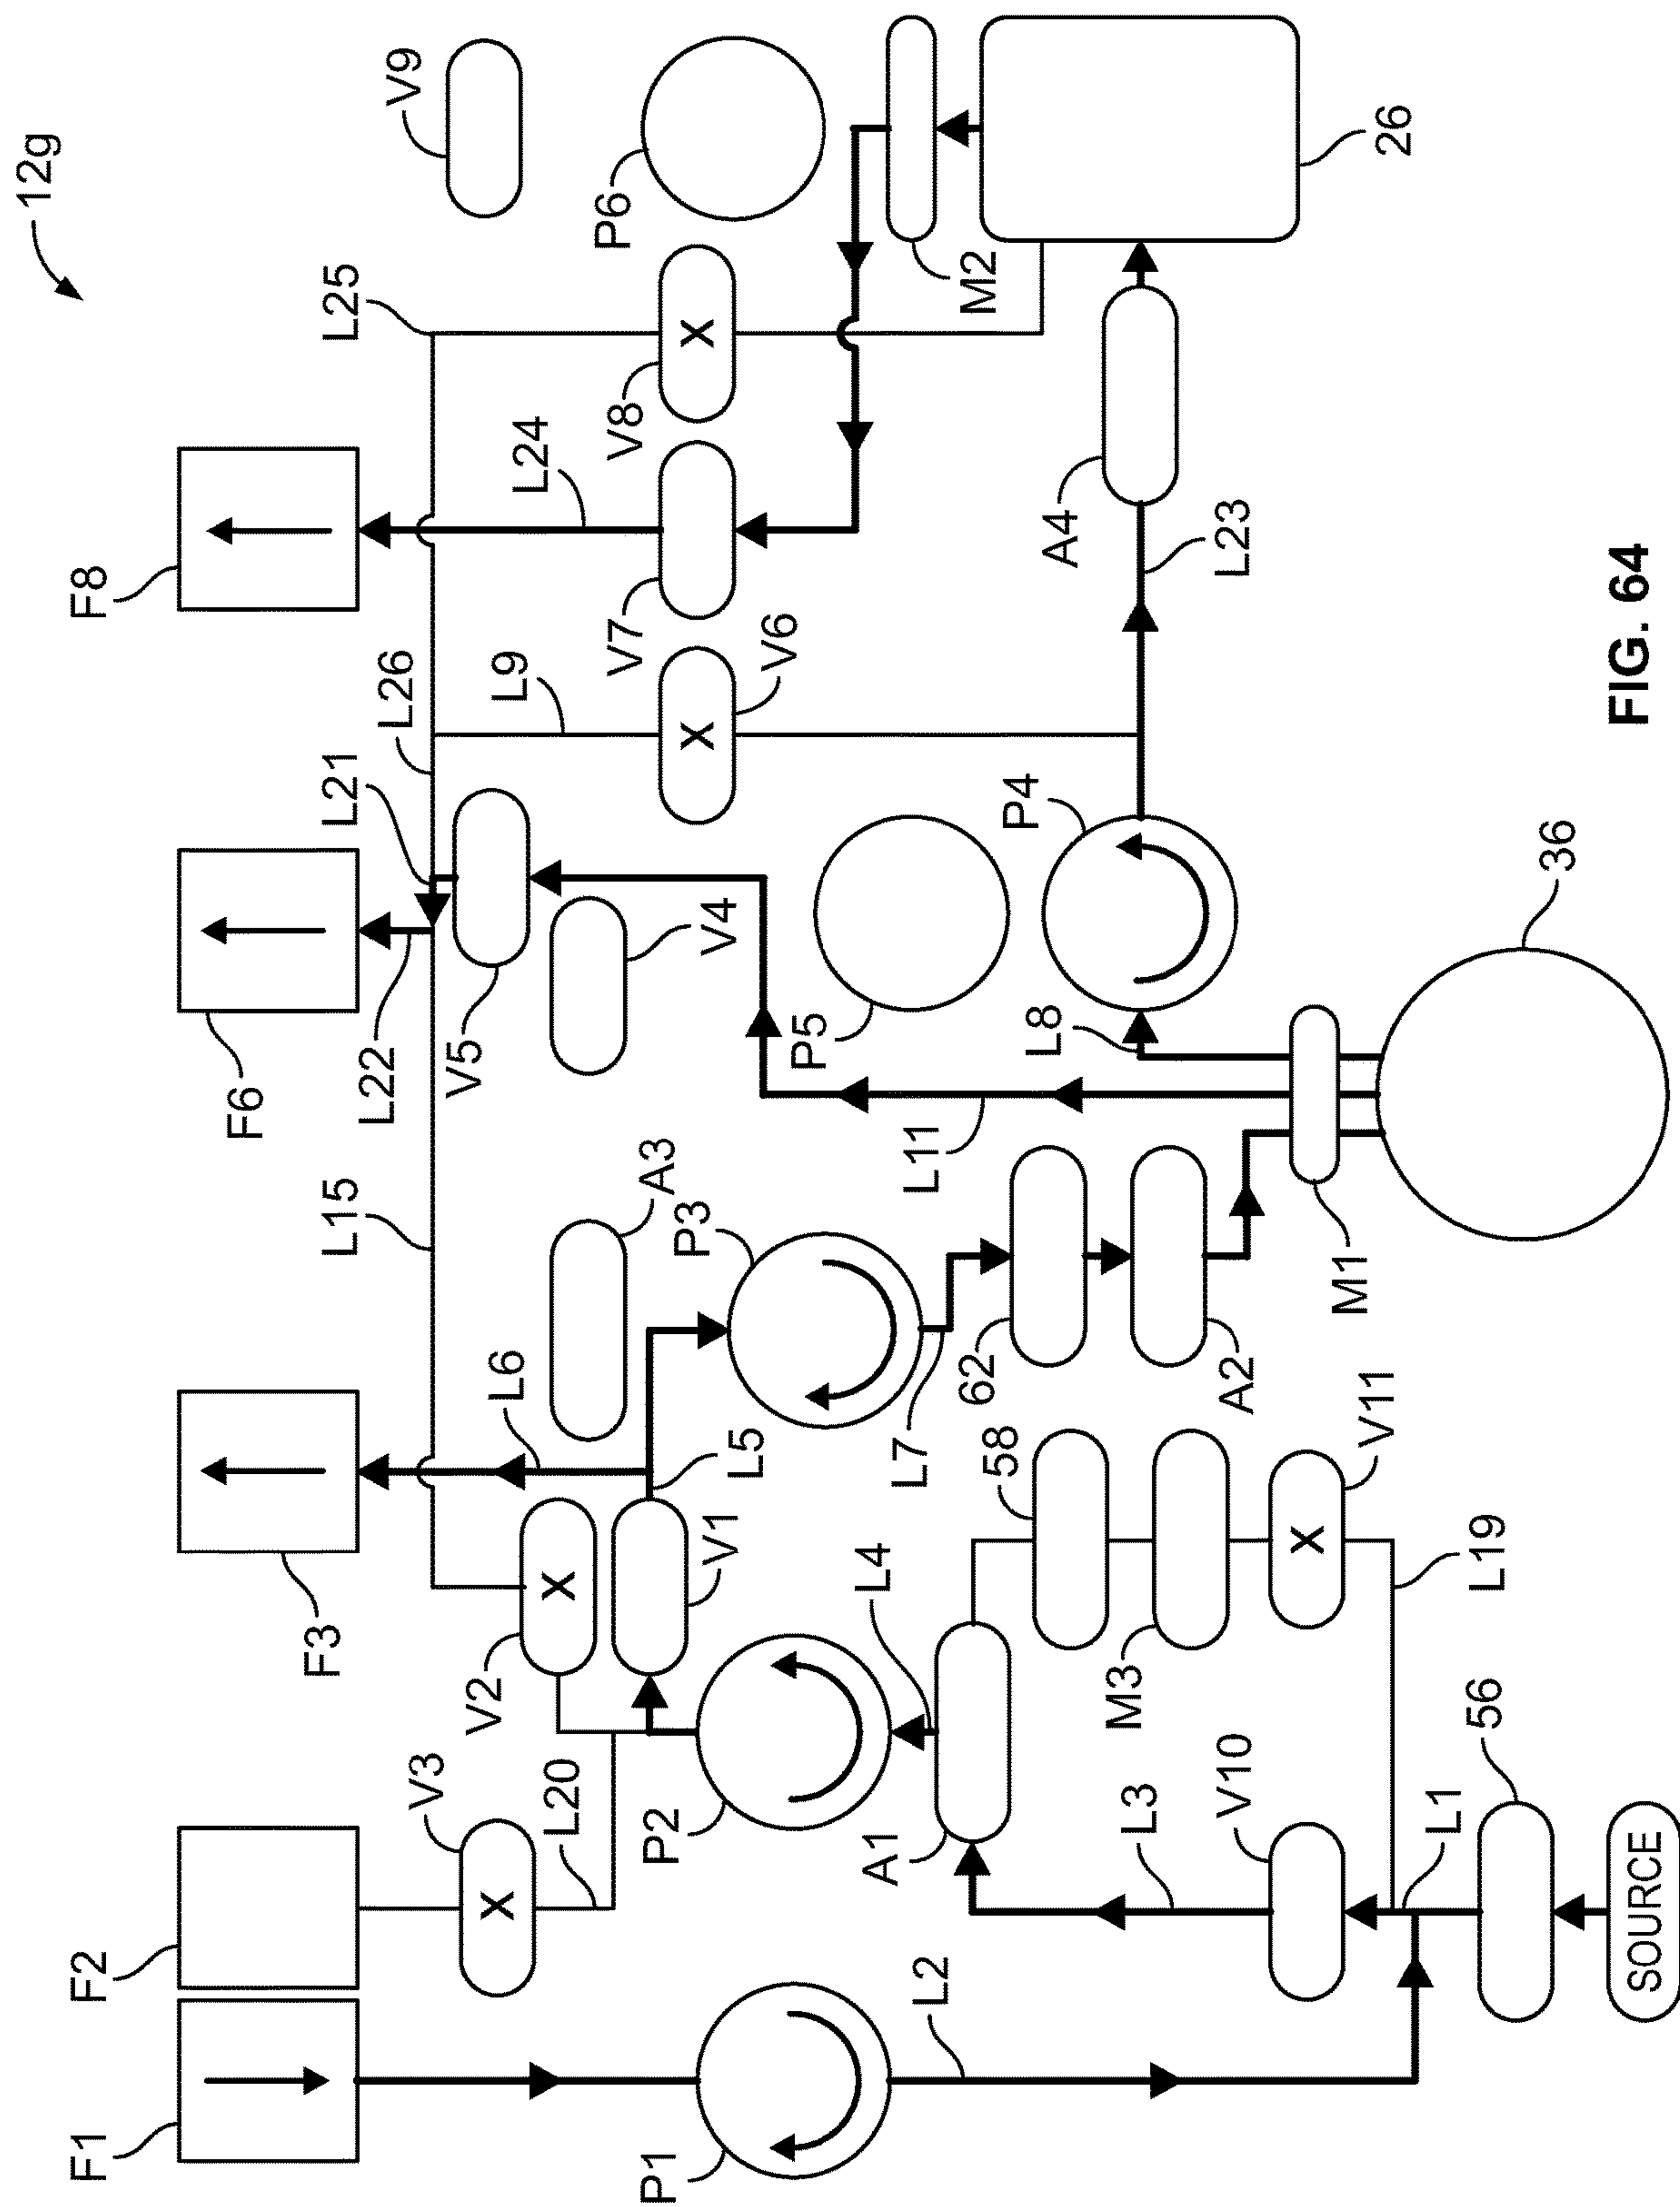 12g
F1
F2
F3
F6
F8
V9
L15
L22
L21
L26
L25
V3
V2
X
V5
L6
L9
L24
L20
X
A3
V4
V8
X
P6
V1
L5
P3
V7
V6
X
P1
P2
P5
A1
L4
L7
L11
P4
M2
L2
58
62
L8
A4
L3
M3
A2
L23
V10
V11
X
M1
26
L1
L19
56
36
SOURCE
FIG. 64